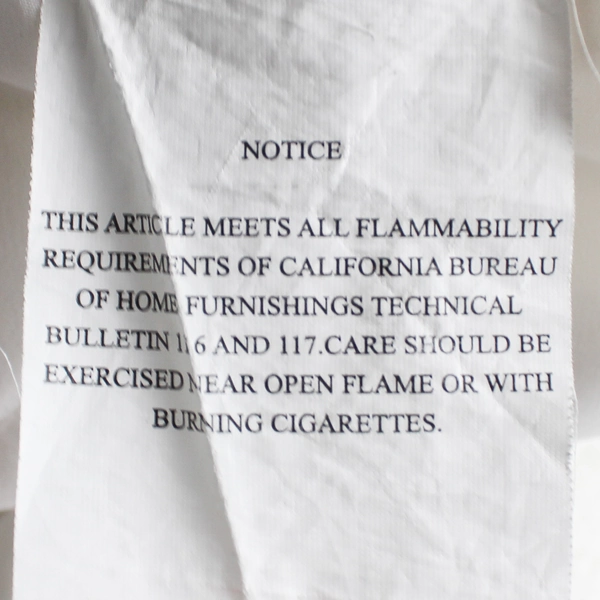 NOTICE
THIS ARTICLE MEETS ALL FLAMMABILITY
REQUIREMENTS OF CALIFORNIA BUREAU
OF HOME FURNISHINGS TECHNICAL
BULLETIN 116 AND 117.CARE SHOULD BE
EXERCISED NEAR OPEN FLAME OR WITH
BURNING CIGARETTES.